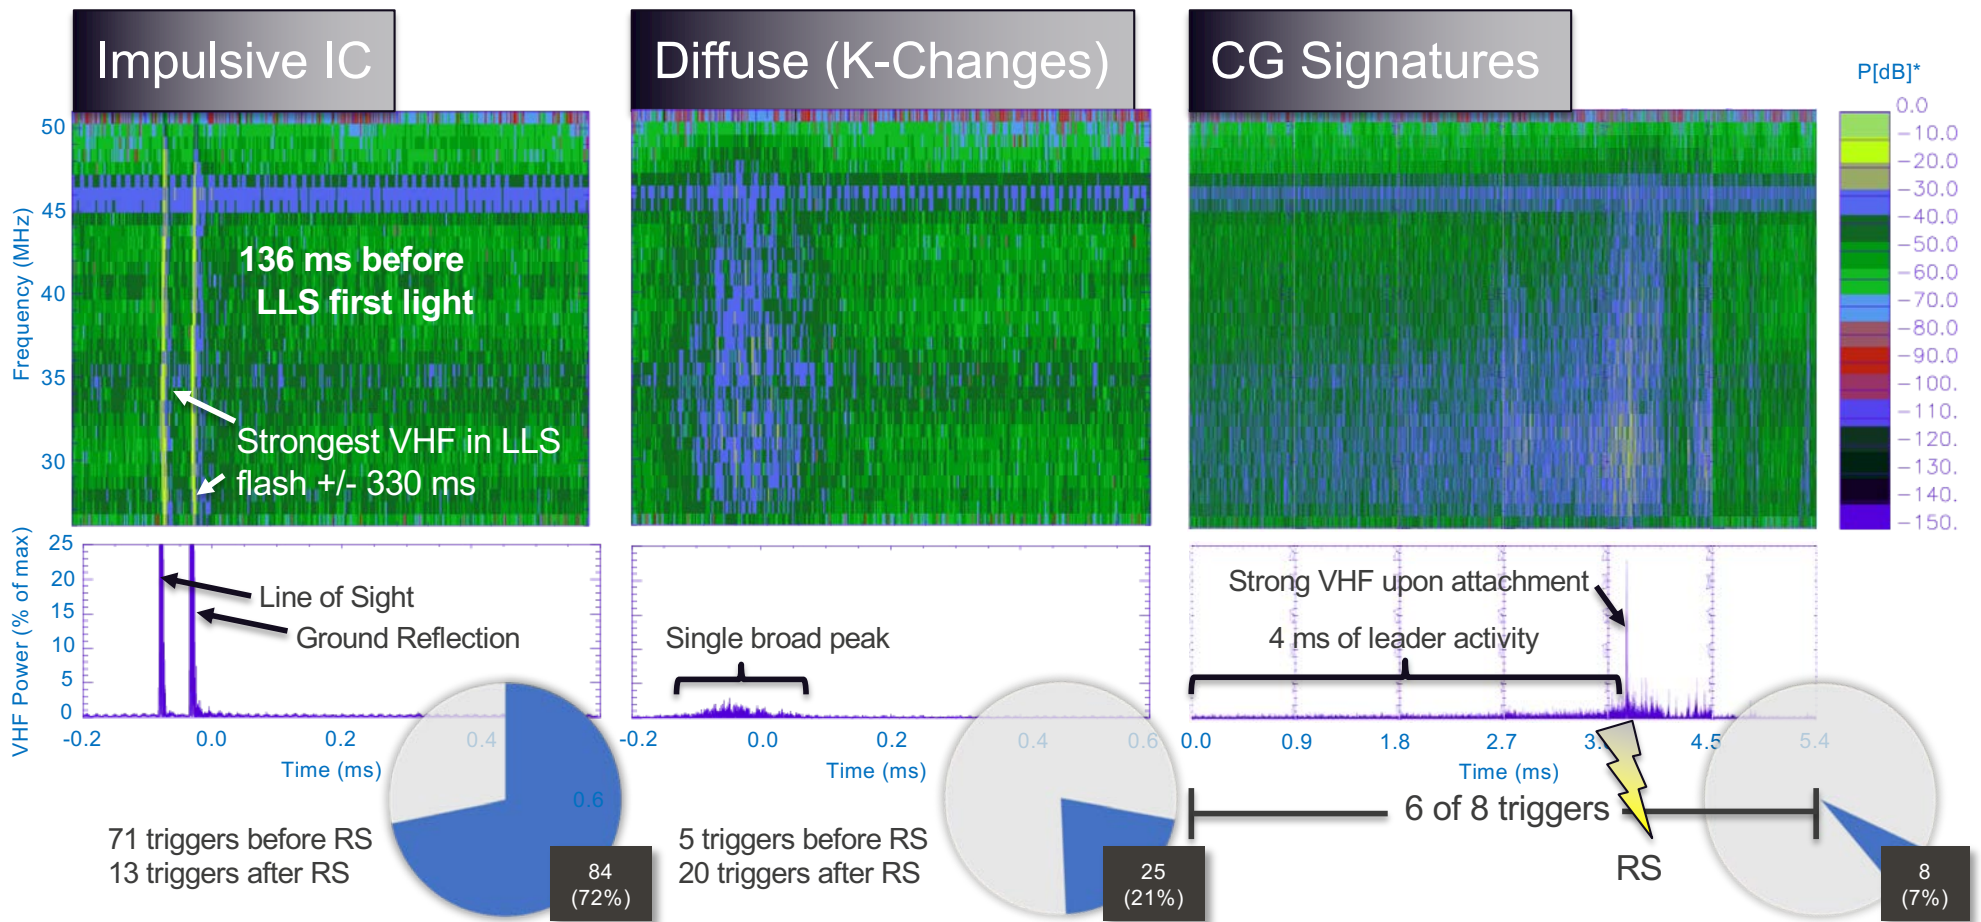 Impulsive IC
Diffuse (K-Changes)
CG Signatures
P[dB]*
0.0
-10.0
-20.0
-30.0
-40.0
-50.0
-60.0
-70.0
-80.0
-90.0
-100.
-110.
-120.
-130.
-140.
-150.
Frequency (MHz)
50
45
40
35
30
136 ms before
LLS first light
Strongest VHF in LLS
flash +/- 330 ms
VHF Power (% of max)
25
20
15
10
5
0
Line of Sight
Ground Reflection
Single broad peak
Strong VHF upon attachment
4 ms of leader activity
-0.2 0.0 0.2 0.4 0.6
Time (ms)
-0.2 0.0 0.2 0.4 0.6
Time (ms)
0.0 0.9 1.8 2.7 3. 4.5 5.4
Time (ms)
71 triggers before RS
13 triggers after RS
84
(72%)
5 triggers before RS
20 triggers after RS
25
(21%)
6 of 8 triggers
RS
8
(7%)